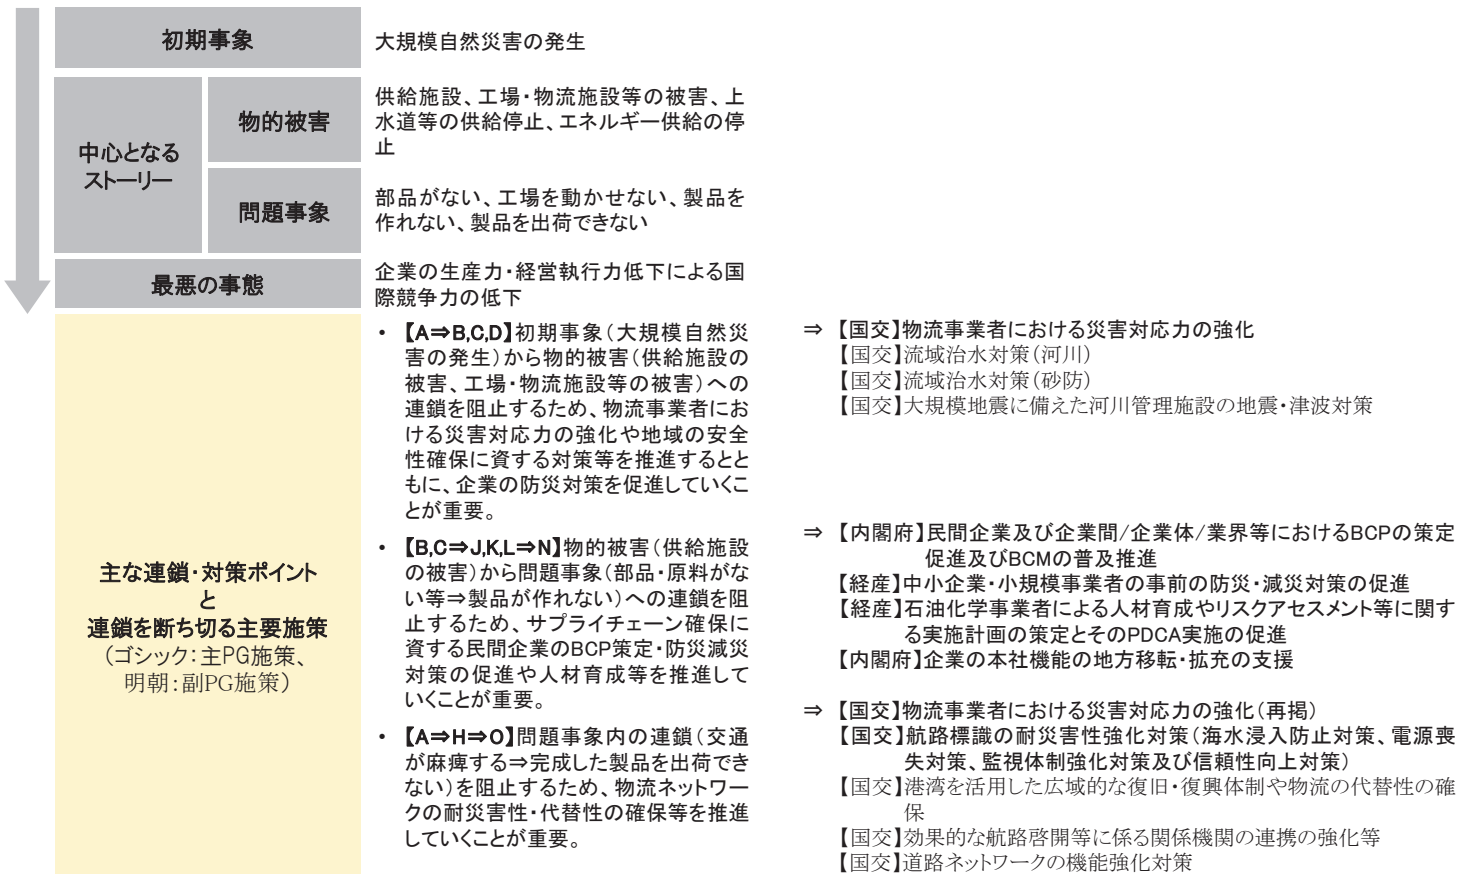 初期事象
大規模自然災害の発生
中心となる
ストーリー
物的被害
供給施設、工場・物流施設等の被害、上
水道等の供給停止、エネルギー供給の停
止
問題事象
部品がない、工場を動かせない、製品を
作れない、製品を出荷できない
最悪の事態
企業の生産力・経営執行力低下による国
際競争力の低下
主な連鎖・対策ポイント
と
連鎖を断ち切る主要施策
（ゴシック：主PG施策、
明朝：副PG施策）
・【A⇒B,C,D】初期事象（大規模自然災
害の発生）から物的被害（供給施設の
被害、工場・物流施設等の被害）への
連鎖を阻止するため、物流事業者にお
ける災害対応力の強化や地域の安全
性確保に資する対策等を推進するとと
もに、企業の防災対策を促進していくこ
とが重要。
・【B,C⇒J,K,L⇒N】物的被害（供給施設
の被害）から問題事象（部品・原料がな
い等⇒製品が作れない）への連鎖を阻
止するため、サプライチェーン確保に
資する民間企業のBCP策定・防災減災
対策の促進や人材育成等を推進して
いくことが重要。
・【A⇒H⇒O】問題事象内の連鎖（交通
が麻痺する⇒完成した製品を出荷でき
ない）を阻止するため、物流ネットワー
クの耐災害性・代替性の確保等を推進
していくことが重要。
⇒【国交】物流事業者における災害対応力の強化
【国交】流域治水対策（河川）
【国交】流域治水対策（砂防）
【国交】大規模地震に備えた河川管理施設の地震・津波対策
⇒【内閣府】民間企業及び企業間/企業体/業界等におけるBCPの策定
促進及びBCMの普及推進
【経産】中小企業・小規模事業者の事前の防災・減災対策の促進
【経産】石油化学事業者による人材育成やリスクアセスメント等に関す
る実施計画の策定とそのPDCA実施の促進
【内閣府】企業の本社機能の地方移転・拡充の支援
⇒【国交】物流事業者における災害対応力の強化（再掲）
【国交】航路標識の耐災害性強化対策（海水浸入防止対策、電源喪
失対策、監視体制強化対策及び信頼性向上対策）
【国交】港湾を活用した広域的な復旧・復興体制や物流の代替性の確
保
【国交】効果的な航路啓開等に係る関係機関の連携の強化等
【国交】道路ネットワークの機能強化対策